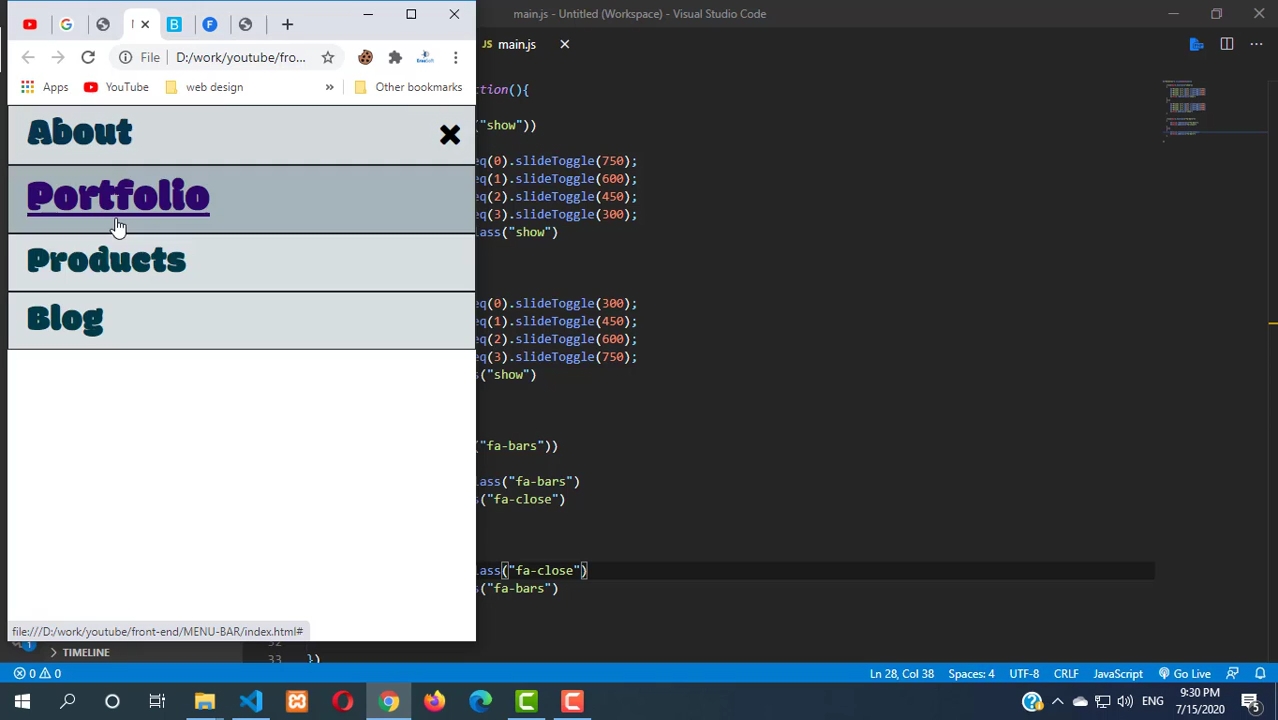 main.js - Untitled (Workspace) - Visual Studio Code
File D:/work/youtube/fro...
Apps YouTube web design » Other bookmarks
About
Portfolio
Products
Blog
file:///D:/work/youtube/front-end/MENU-BAR/index.html#
JS main.js
ction(){
("show"))
eq(0).slideToggle(750);
eq(1).slideToggle(600);
eq(2).slideToggle(450);
eq(3).slideToggle(300);
lass("show")
eq(0).slideToggle(300);
eq(1).slideToggle(450);
eq(2).slideToggle(600);
eq(3).slideToggle(750);
s("show")
("fa-bars"))
lass("fa-bars")
s("fa-close")
lass("fa-close")
s("fa-bars")
33 })
TIMELINE
0 0 Ln 28, Col 38 Spaces: 4 UTF-8 CRLF JavaScript Go Live
ENG 9:30 PM
7/15/2020 5